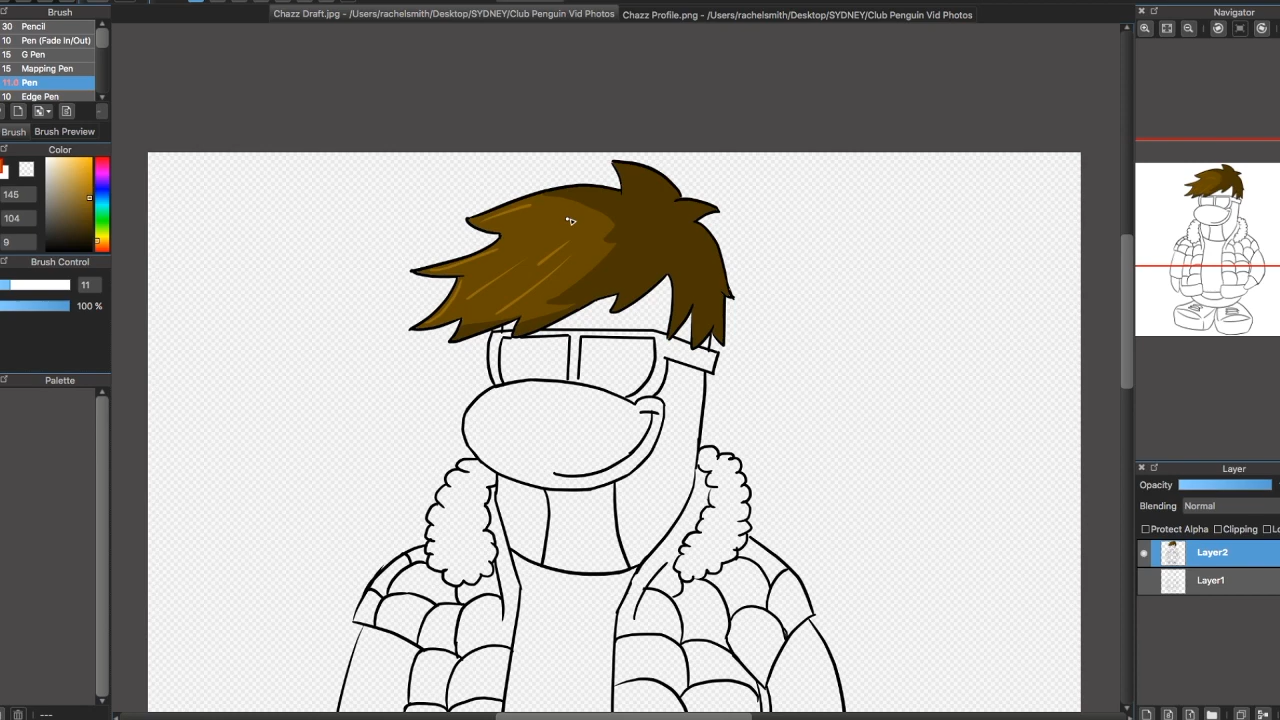 Brush
Chazz Draft.jpg - /Users/rachelsmith/Desktop/SYDNEY/Club Penguin Vid Photos
Chazz Profile.png - /Users/rachelsmith/Desktop/SYDNEY/Club Penguin Vid Photos
Navigator
30 Pencil
10 Pen (Fade In/Out)
15 G Pen
15 Mapping Pen
11.0 Pen
10 Edge Pen
Brush Brush Preview
Color
145
104
9
Brush Control
11
100 %
Palette
---
Layer
Opacity
Blending Normal
Protect Alpha Clipping
Layer2
Layer1